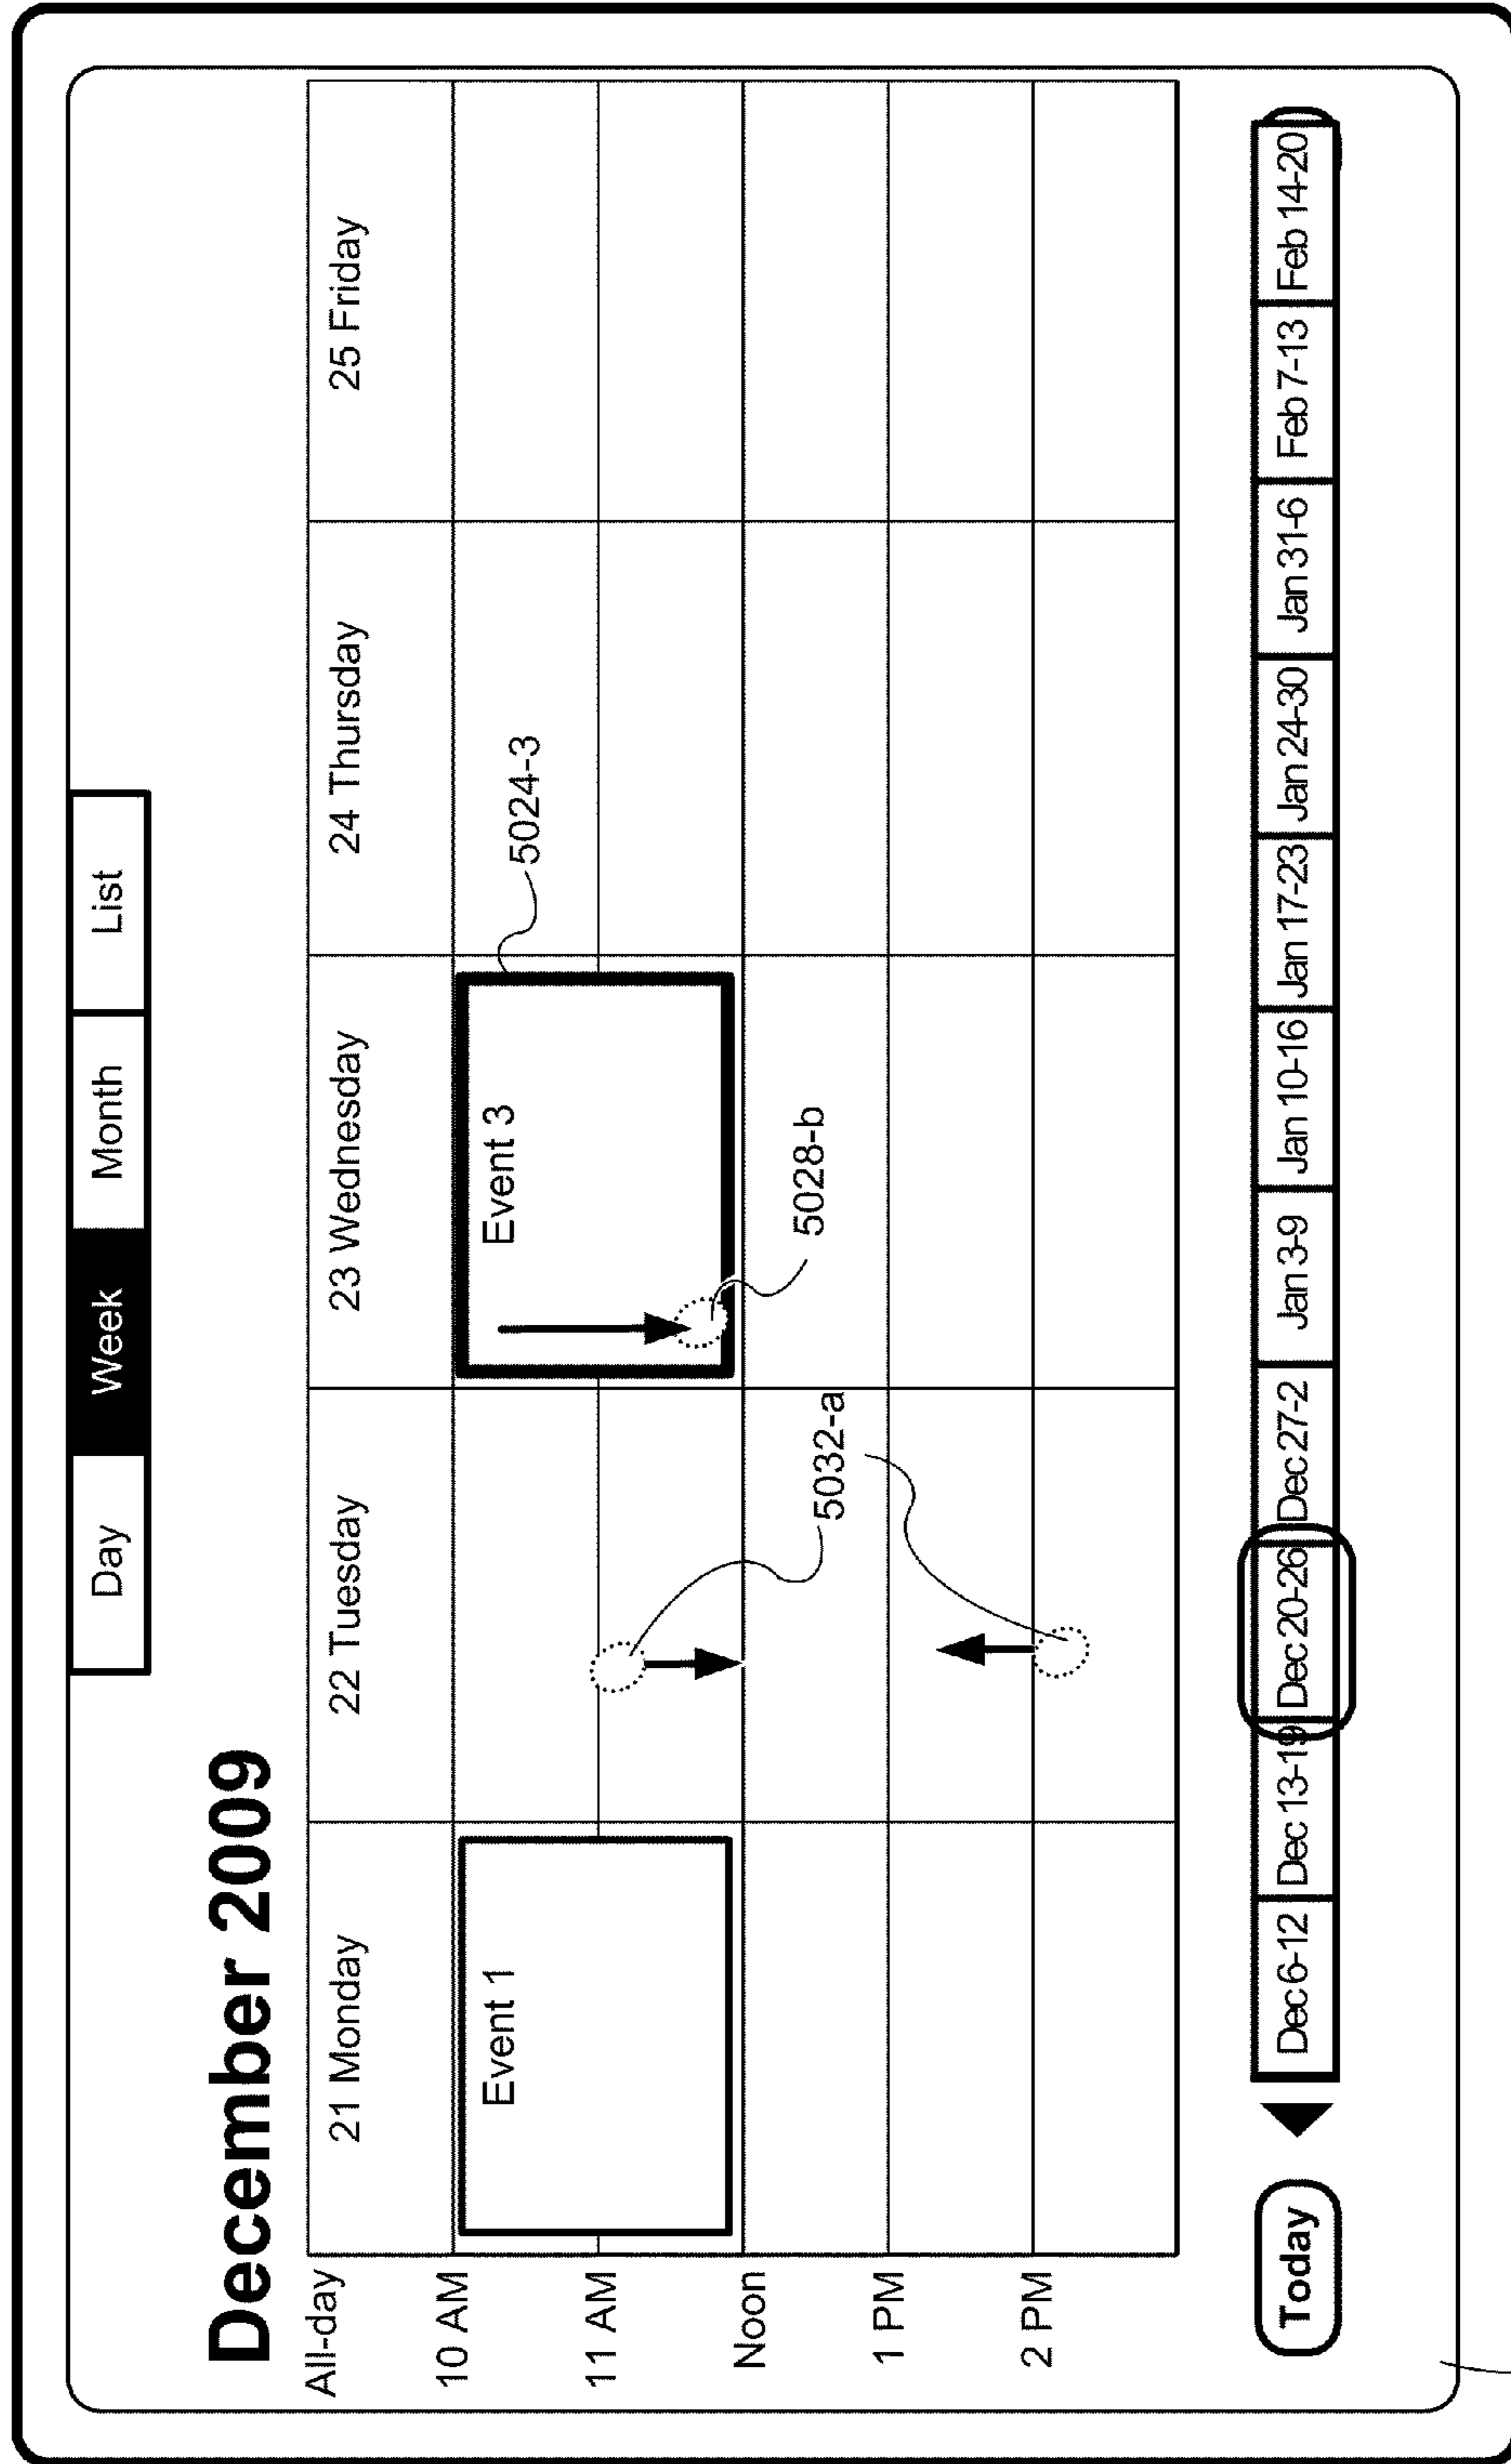 Day Week Month List
December 2009
All-day 21 Monday 22 Tuesday 23 Wednesday 24 Thursday 25 Friday
10 AM
Event 1 Event 3 5024-3
11 AM
Noon
5032-a 5028-b
1 PM
2 PM
Today Dec 6-12 Dec 13-19 Dec 20-26 Dec 27-2 Jan 3-9 Jan 10-16 Jan 17-23 Jan 24-30 Jan 31-6 Feb 7-13 Feb 14-20